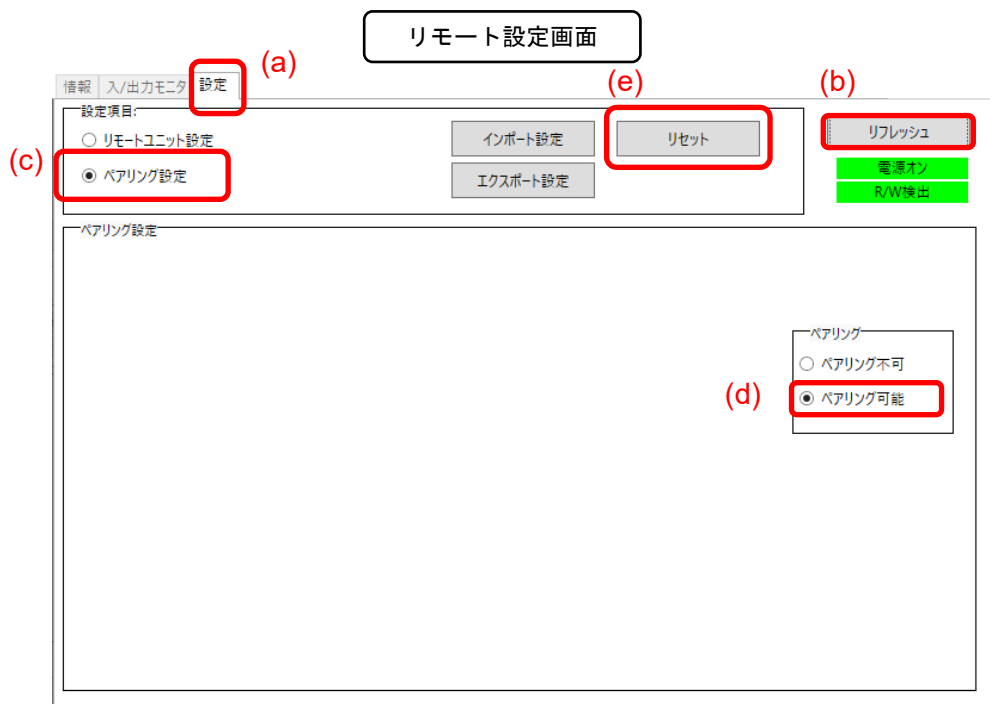 リモート設定画面
(a)
(e)
(b)
情報 入/出力モニタ 設定
設定項目:
リモートユニット設定
インポート設定
リセット
リフレッシュ
(c)
ペアリング設定
エクスポート設定
電源オン
R/W検出
ペアリング設定
ペアリング
ペアリング不可
(d)
ペアリング可能